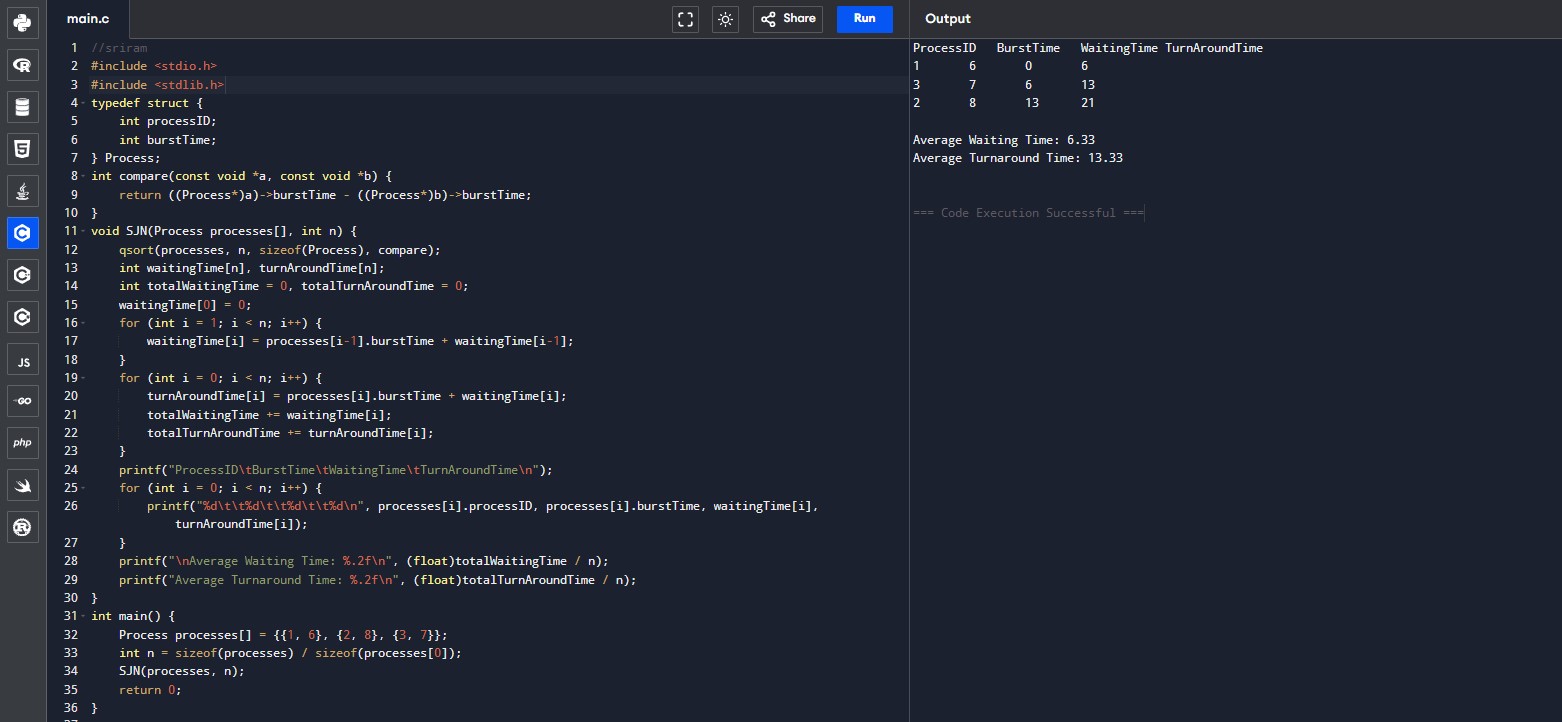 main.c
Share
Run
Output
1 //sriram
2 #include <stdio.h>
3 #include <stdlib.h>
4 typedef struct {
5     int processID;
6     int burstTime;
7 } Process;
8 int compare(const void *a, const void *b) {
9     return ((Process*)a)->burstTime - ((Process*)b)->burstTime;
10 }
11 void SJN(Process processes[], int n) {
12     qsort(processes, n, sizeof(Process), compare);
13     int waitingTime[n], turnAroundTime[n];
14     int totalWaitingTime = 0, totalTurnAroundTime = 0;
15     waitingTime[0] = 0;
16     for (int i = 1; i < n; i++) {
17         waitingTime[i] = processes[i-1].burstTime + waitingTime[i-1];
18     }
19     for (int i = 0; i < n; i++) {
20         turnAroundTime[i] = processes[i].burstTime + waitingTime[i];
21         totalWaitingTime += waitingTime[i];
22         totalTurnAroundTime += turnAroundTime[i];
23     }
24     printf("ProcessID\tBurstTime\tWaitingTime\tTurnAroundTime\n");
25     for (int i = 0; i < n; i++) {
26         printf("%d\t\t%d\t\t%d\t\t%d\n", processes[i].processID, processes[i].burstTime, waitingTime[i],
            turnAroundTime[i]);
27     }
28     printf("\nAverage Waiting Time: %.2f\n", (float)totalWaitingTime / n);
29     printf("Average Turnaround Time: %.2f\n", (float)totalTurnAroundTime / n);
30 }
31 int main() {
32     Process processes[] = {{1, 6}, {2, 8}, {3, 7}};
33     int n = sizeof(processes) / sizeof(processes[0]);
34     SJN(processes, n);
35     return 0;
36 }
ProcessID   BurstTime   WaitingTime TurnAroundTime
1       6       0       6
3       7       6       13
2       8       13      21
Average Waiting Time: 6.33
Average Turnaround Time: 13.33
=== Code Execution Successful ===
R
5
C
C
C
JS
GO
php
R